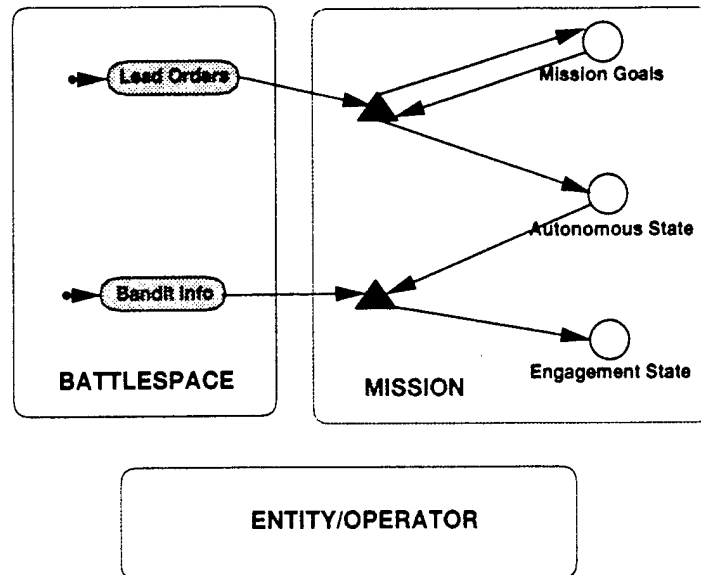 Lead Orders
Mission Goals
Autonomous State
Bandit Info
Engagement State
BATTLESPACE
MISSION
ENTITY/OPERATOR